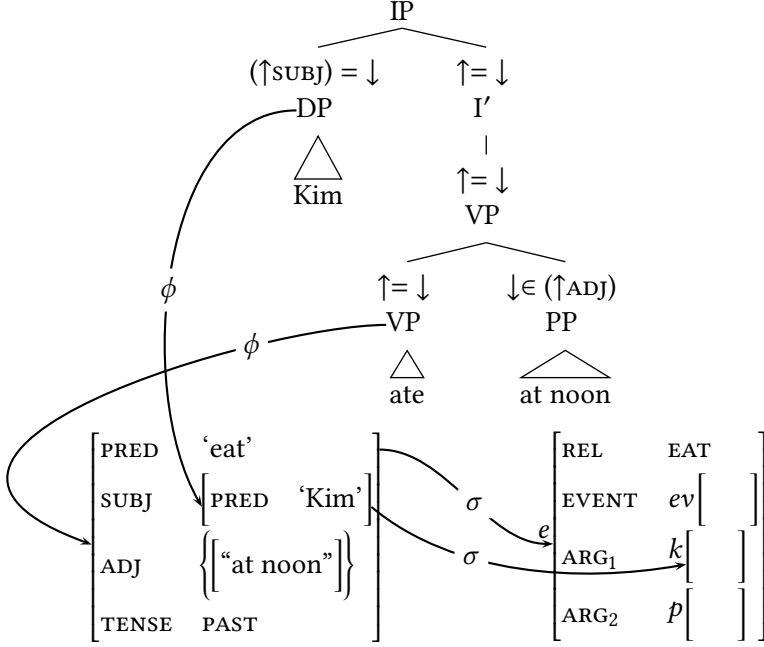 IP
(↑SUBJ) = ↓ ↑= ↓
DP I′
↑= ↓
Kim
VP
↑= ↓ ↓∈ (↑ADJ)
ϕ
VP PP
ϕ
ate at noon
PRED ‘eat’ REL EAT
SUBJ [PRED ‘Kim’] EVENT ev[ ]
σ
e
ADJ {[“at noon”]} ARG₁ k[ ]
σ
TENSE PAST ARG₂ p[ ]